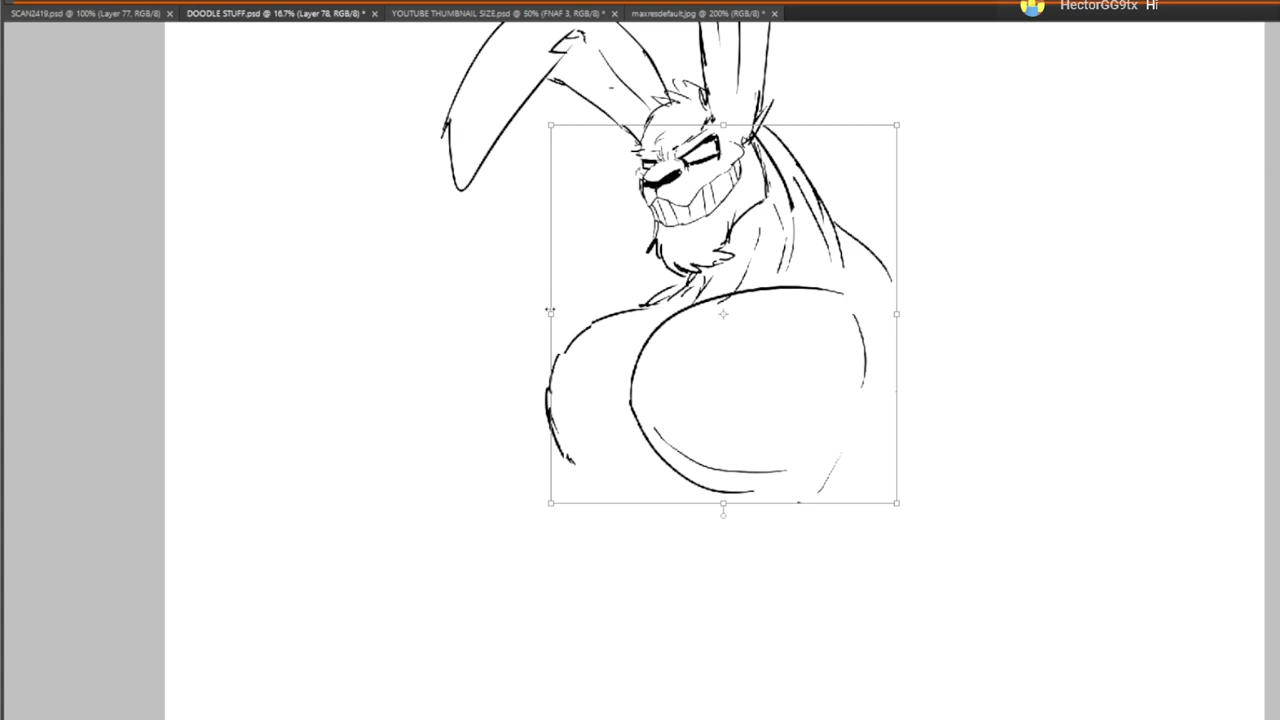 HectorGG9tx Hi
SCAN2419.psd @ 100% (Layer 77, RGB/8) DOODLE STUFF.psd @ 16.7% (Layer 78, RGB/8) * YOUTUBE THUMBNAIL SIZE.psd @ 50% (FNAF 3, RGB/8) * maxresdefault.jpg @ 200% (RGB/8) *